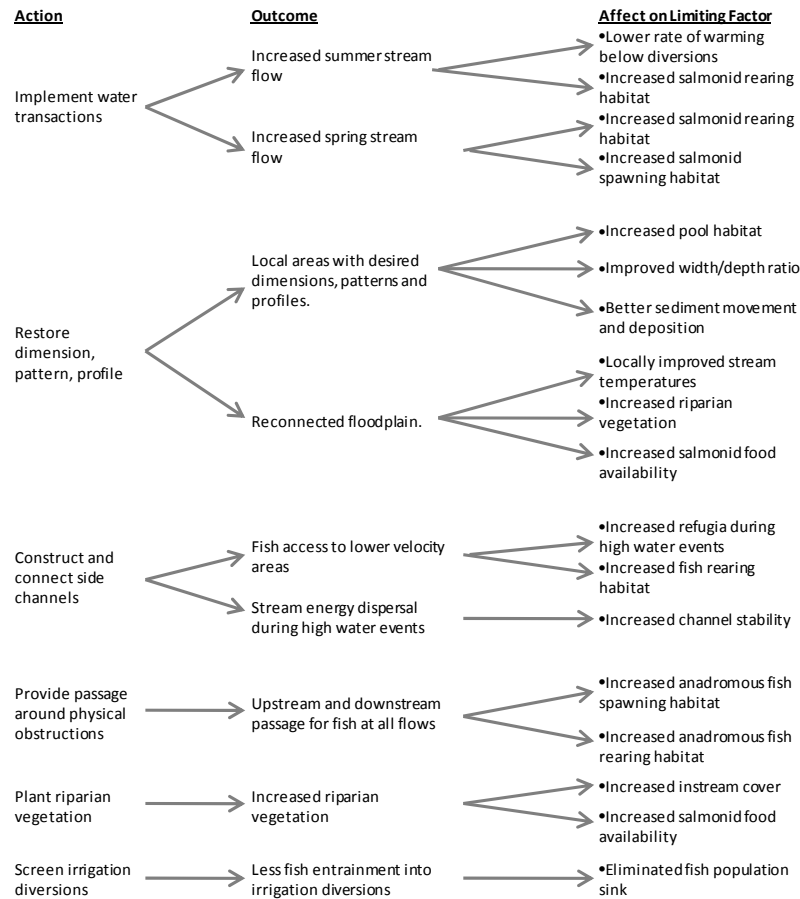 Action
Outcome
Affect on Limiting Factor
Implement water
transactions
Increased summer stream
flow
•Lower rate of warming
below diversions
•Increased salmonid rearing
habitat
Increased spring stream
flow
•Increased salmonid rearing
habitat
•Increased salmonid
spawning habitat
Restore
dimension,
pattern, profile
Local areas with desired
dimensions, patterns and
profiles.
•Increased pool habitat
•Improved width/depth ratio
•Better sediment movement
and deposition
Reconnected floodplain.
•Locally improved stream
temperatures
•Increased riparian
vegetation
•Increased salmonid food
availability
Construct and
connect side
channels
Fish access to lower velocity
areas
•Increased refugia during
high water events
•Increased fish rearing
habitat
Stream energy dispersal
during high water events
•Increased channel stability
Provide passage
around physical
obstructions
Upstream and downstream
passage for fish at all flows
•Increased anadromous fish
spawning habitat
•Increased anadromous fish
rearing habitat
Plant riparian
vegetation
Increased riparian
vegetation
•Increased instream cover
•Increased salmonid food
availability
Screen irrigation
diversions
Less fish entrainment into
irrigation diversions
•Eliminated fish population
sink